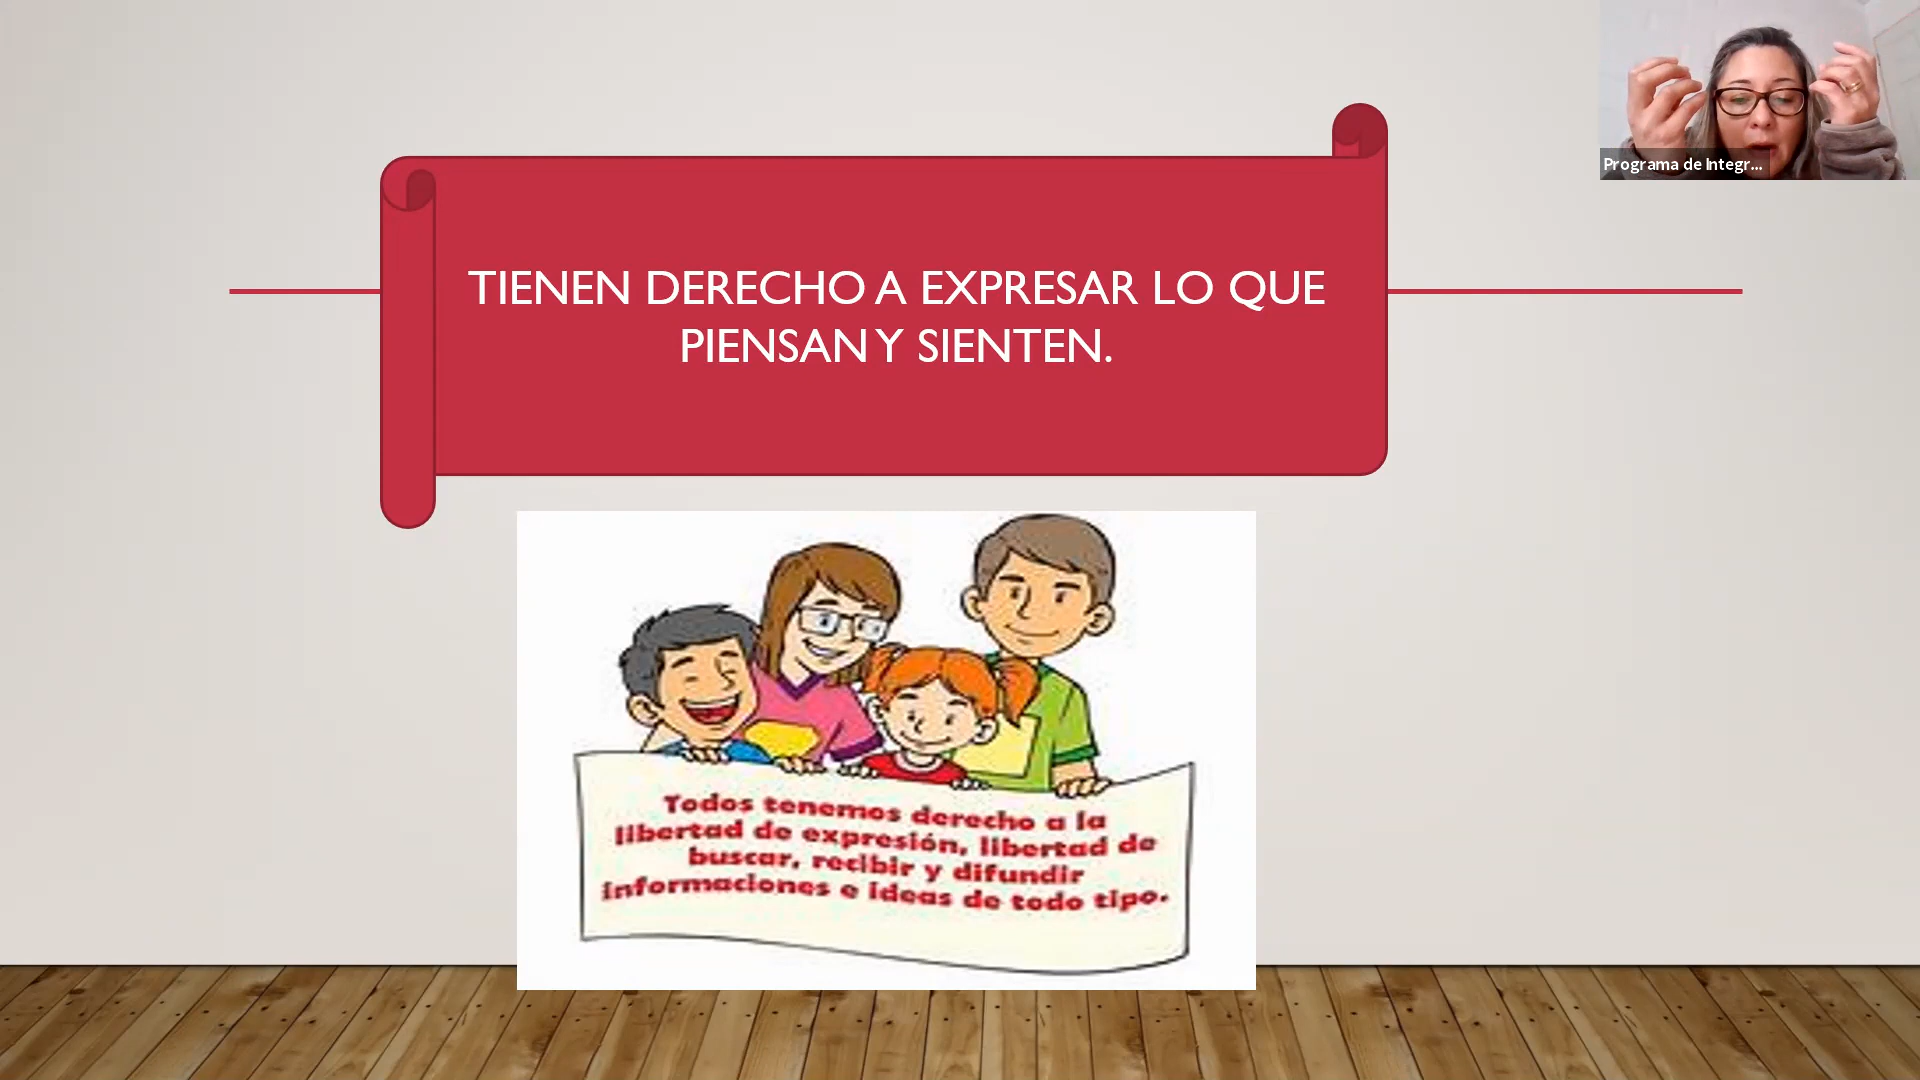 Programa de Integr...
TIENEN DERECHO A EXPRESAR LO QUE
PIENSAN Y SIENTEN.
Todos tenemos derecho a la
libertad de expresión, libertad de
buscar, recibir y difundir
informaciones e ideas de todo tipo.